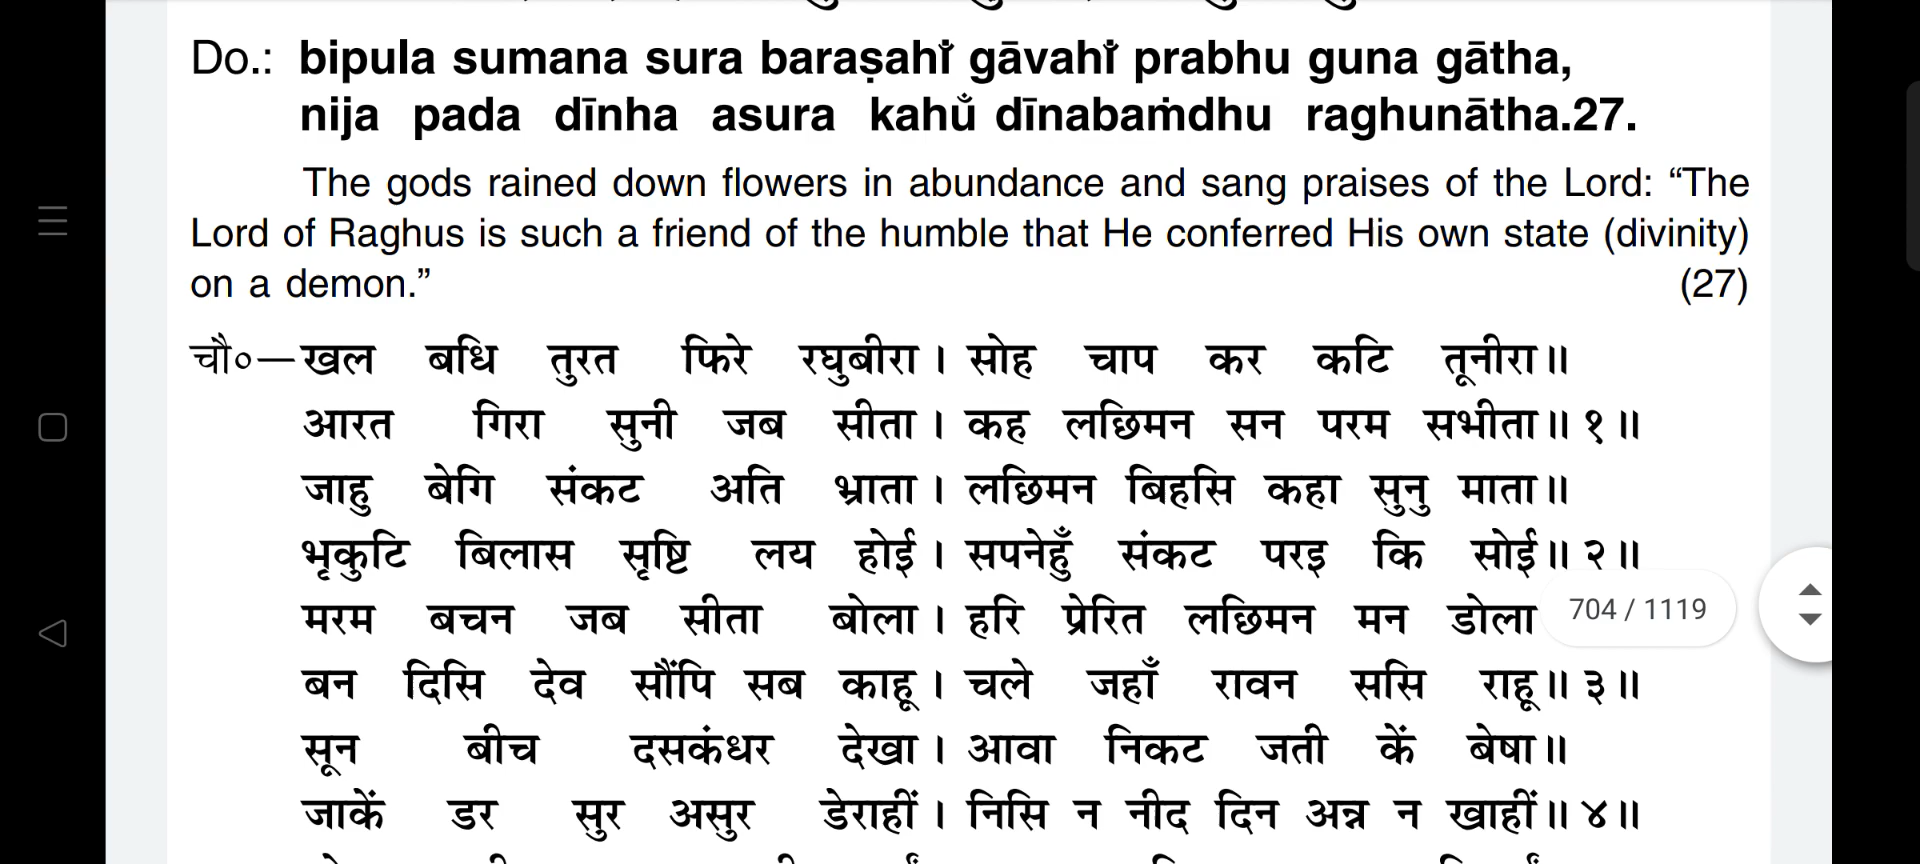 Do.: bipula sumana sura baraṣahi̐ gāvahi̐ prabhu guna gātha,
nija pada dīnha asura kahu̐ dīnabaṁdhu raghunātha.27.
The gods rained down flowers in abundance and sang praises of the Lord: “The
Lord of Raghus is such a friend of the humble that He conferred His own state (divinity)
on a demon.” (27)
चौ०—खल बधि तुरत फिरे रघुबीरा। सोह चाप कर कटि तूनीरा॥
आरत गिरा सुनी जब सीता। कह लछिमन सन परम सभीता॥ १॥
जाहु बेगि संकट अति भ्राता। लछिमन बिहसि कहा सुनु माता॥
भृकुटि बिलास सृष्टि लय होई। सपनेहुँ संकट परइ कि सोई॥ २॥
मरम बचन जब सीता बोला। हरि प्रेरित लछिमन मन डोला
704 / 1119
बन दिसि देव सौंपि सब काहू। चले जहाँ रावन ससि राहू॥ ३॥
सून बीच दसकंधर देखा। आवा निकट जती कें बेषा॥
जाकें डर सुर असुर डेराहीं। निसि न नीद दिन अन्न न खाहीं॥ ४॥